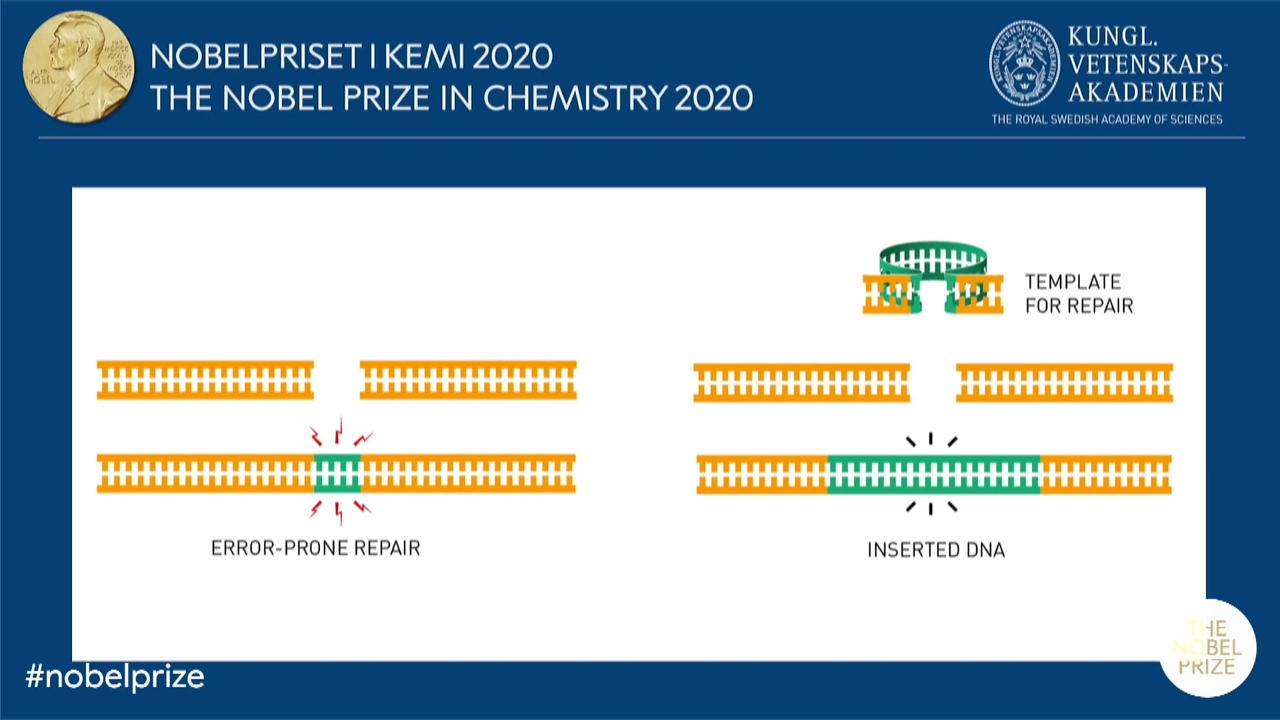 NOBELPRISET I KEMI 2020
THE NOBEL PRIZE IN CHEMISTRY 2020
KUNGL.
VETENSKAPS-
AKADEMIEN
THE ROYAL SWEDISH ACADEMY OF SCIENCES
TEMPLATE
FOR REPAIR
ERROR-PRONE REPAIR
INSERTED DNA
#nobelprize
THE
NOBEL
PRIZE